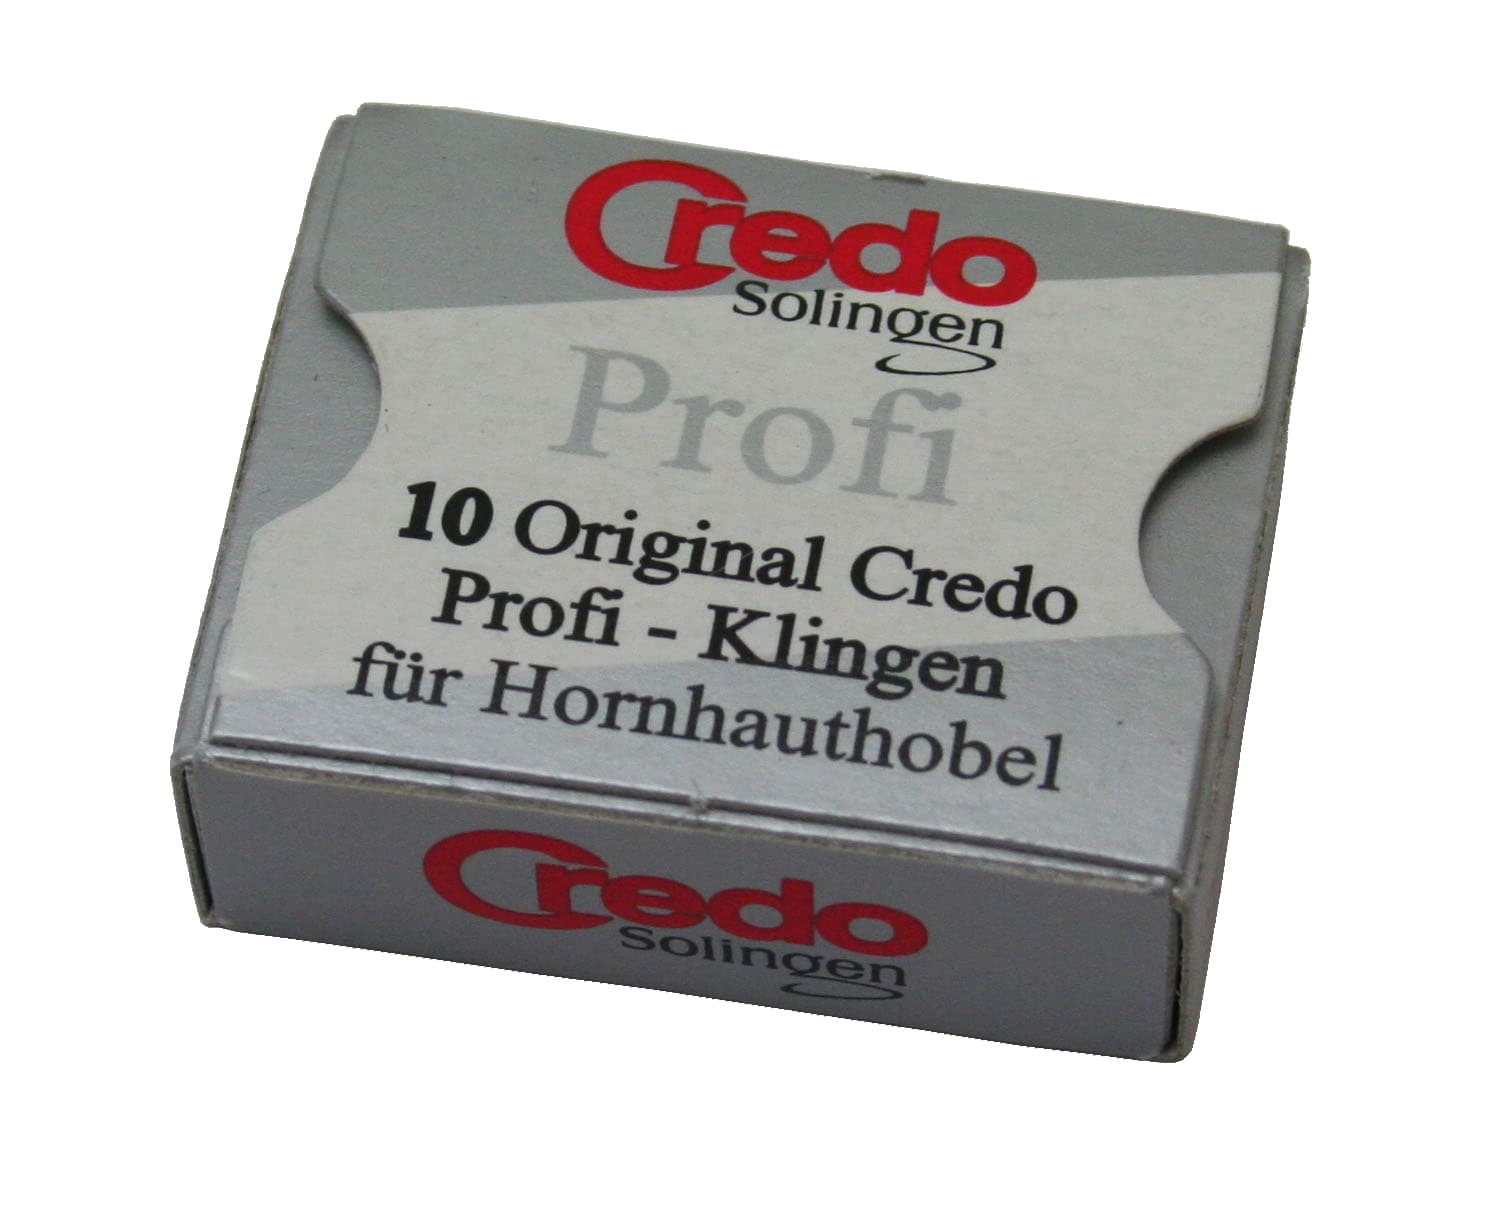 Credo
Solingen
Profi
10 Original Credo
Profi - Klingen
für Hornhauthobel
Credo
Solingen